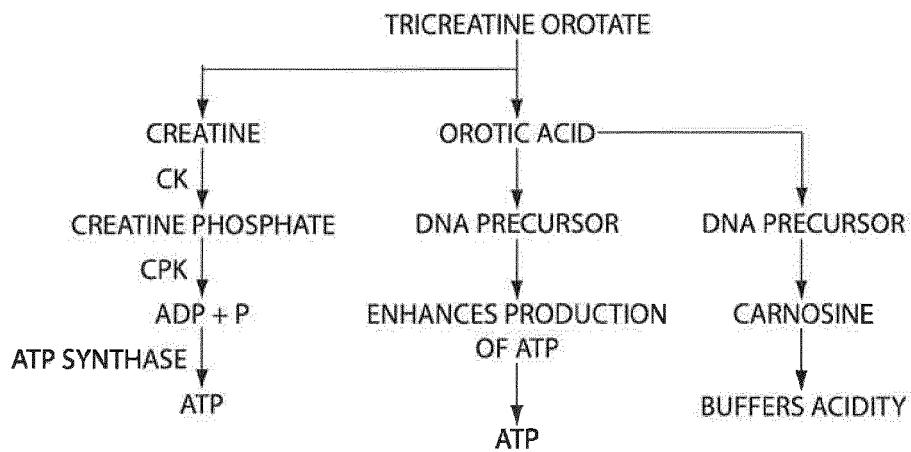 TRICREATINE OROTATE
CREATINE
OROTIC ACID
CK
CREATINE PHOSPHATE
DNA PRECURSOR
DNA PRECURSOR
CPK
ADP + P
ENHANCES PRODUCTION
OF ATP
CARNOSINE
ATP SYNTHASE
ATP
BUFFERS ACIDITY
ATP